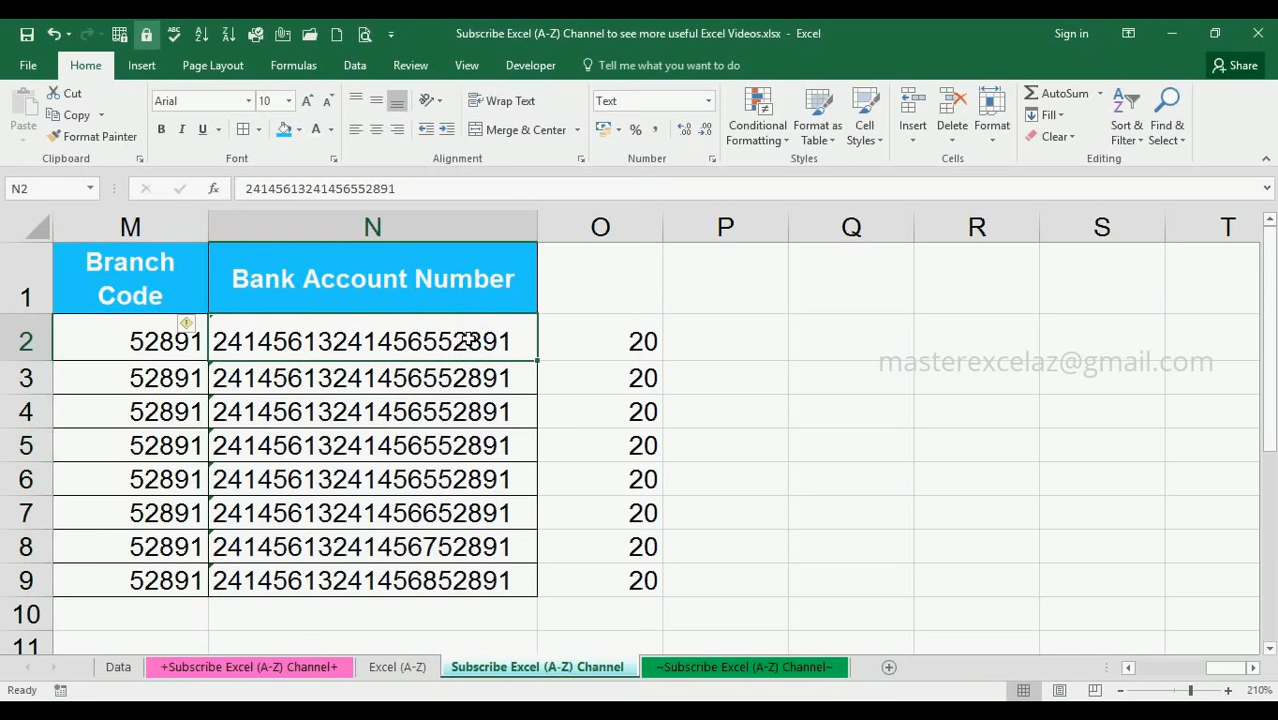 Subscribe Excel (A-Z) Channel to see more useful Excel Videos.xlsx - Excel
Sign in
File Home Insert Page Layout Formulas Data Review View Developer Tell me what you want to do Share
Paste
Cut
Copy
Format Painter
Arial 10
B I U
Wrap Text
Merge & Center
Text
%
Conditional Formatting
Format as Table
Cell Styles
Insert
Delete
Format
AutoSum
Fill
Clear
Sort & Filter
Find & Select
Clipboard Font Alignment Number Styles Cells Editing
N2 fx 24145613241456552891
M N O P Q R S T
1 Branch Code Bank Account Number
2 52891 24145613241456552891 20
masterexcelaz@gmail.com
3 52891 24145613241456552891 20
4 52891 24145613241456552891 20
5 52891 24145613241456552891 20
6 52891 24145613241456552891 20
7 52891 24145613241456652891 20
8 52891 24145613241456752891 20
9 52891 24145613241456852891 20
10
11
Data +Subscribe Excel (A-Z) Channel+ Excel (A-Z) Subscribe Excel (A-Z) Channel ~Subscribe Excel (A-Z) Channel~
Ready 210%